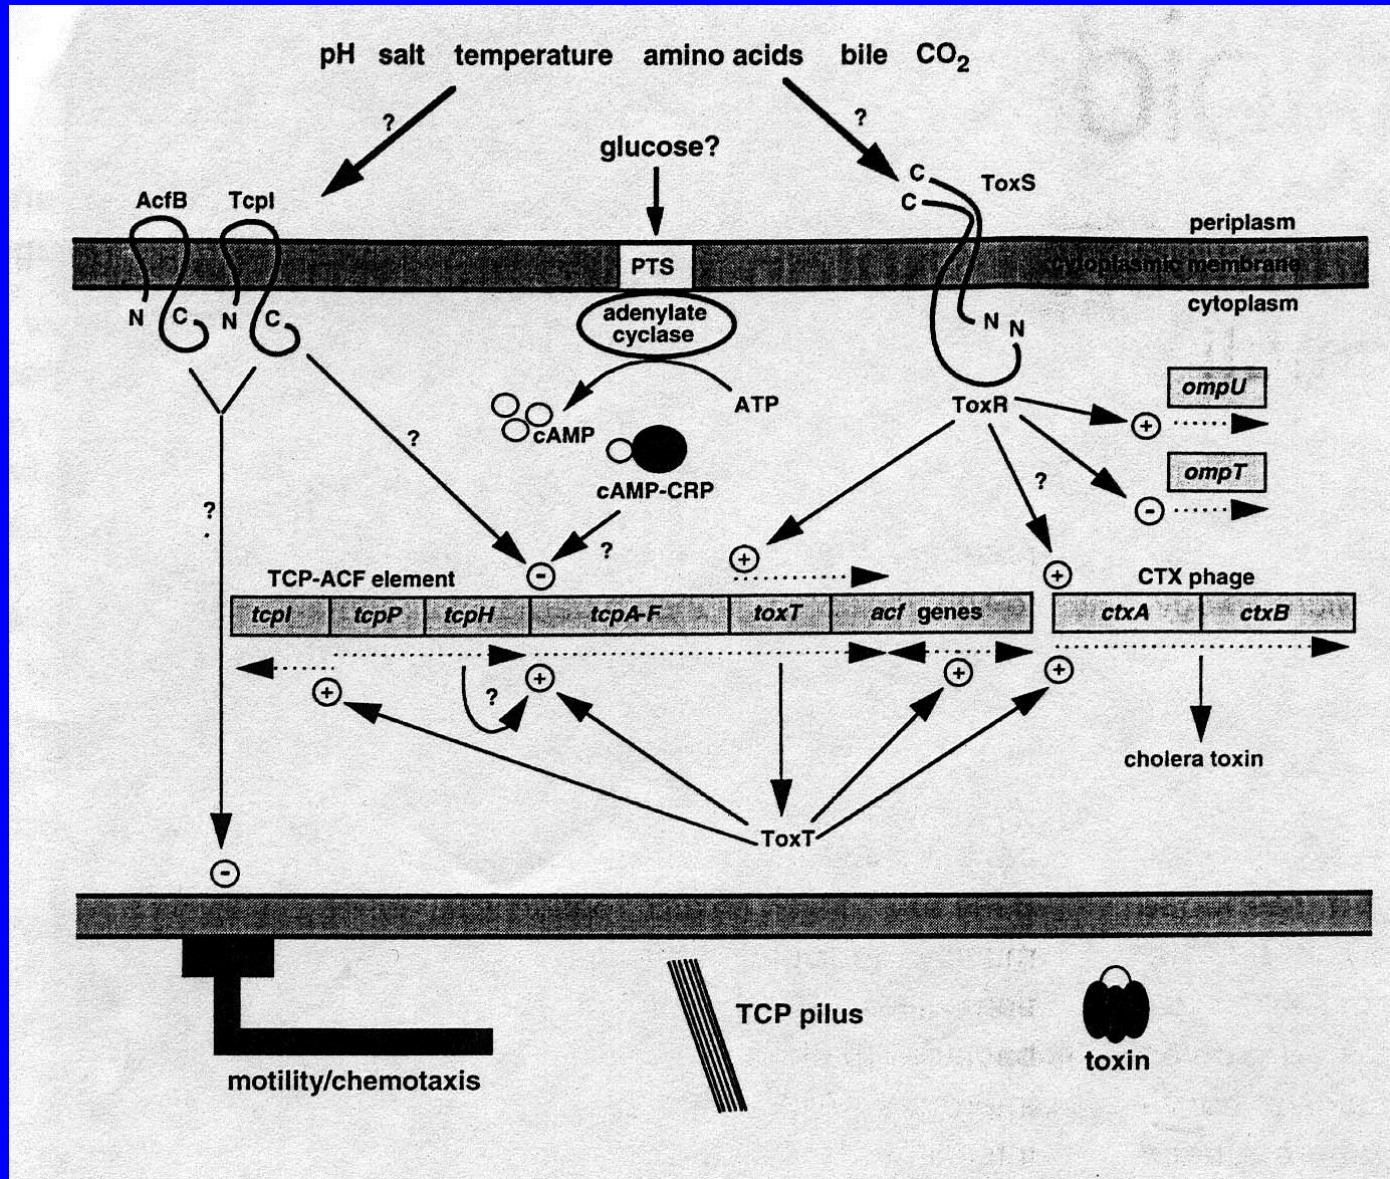 pH salt temperature amino acids bile CO₂
?
?
glucose?
AcfB TcpI
C
C
ToxS
periplasm
PTS
cytoplasmic membrane
cytoplasm
N C N C
adenylate
cyclase
N N
ATP
cAMP
ToxR
ompU
+
ompT
-
?
?
cAMP-CRP
?
?
.
TCP-ACF element
-
+
+
CTX phage
tcpI tcpP tcpH tcpA-F toxT acf genes ctxA ctxB
+
?
+
+
+
cholera toxin
ToxT
-
TCP pilus
toxin
motility/chemotaxis